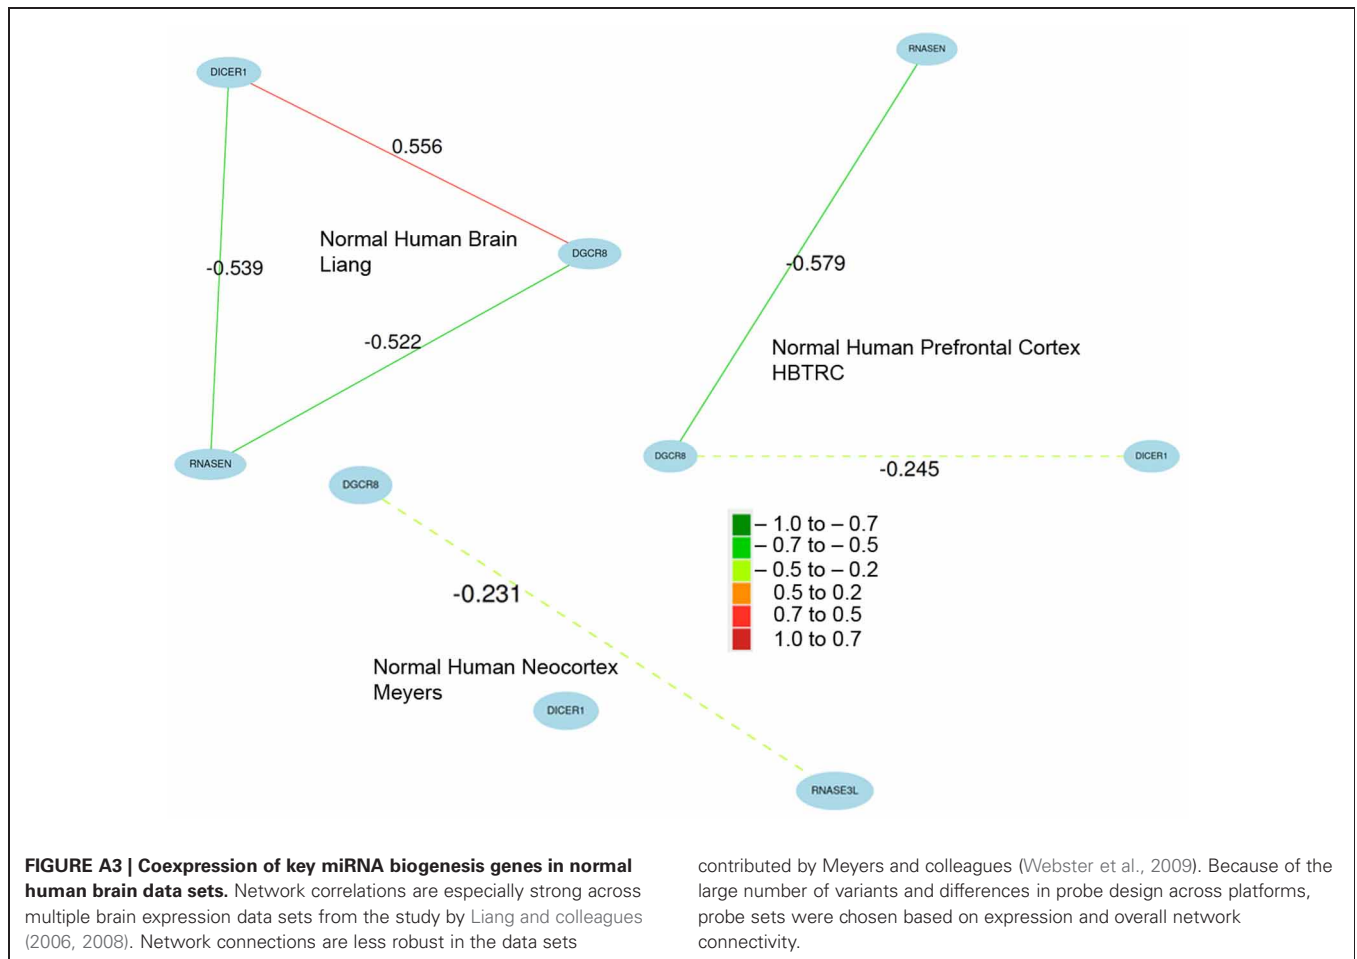 DICER1
0.556
DGCR8
Normal Human Brain
Liang
-0.539
-0.522
RNASEN
RNASEN
-0.579
Normal Human Prefrontal Cortex
HBTRC
DGCR8
-0.245
DICER1
DGCR8
-0.231
Normal Human Neocortex
Meyers
DICER1
RNASE3L
– 1.0 to – 0.7
– 0.7 to – 0.5
– 0.5 to – 0.2
0.5 to 0.2
0.7 to 0.5
1.0 to 0.7
FIGURE A3 | Coexpression of key miRNA biogenesis genes in normal
human brain data sets. Network correlations are especially strong across
multiple brain expression data sets from the study by Liang and colleagues
(2006, 2008). Network connections are less robust in the data sets
contributed by Meyers and colleagues (Webster et al., 2009). Because of the
large number of variants and differences in probe design across platforms,
probe sets were chosen based on expression and overall network
connectivity.